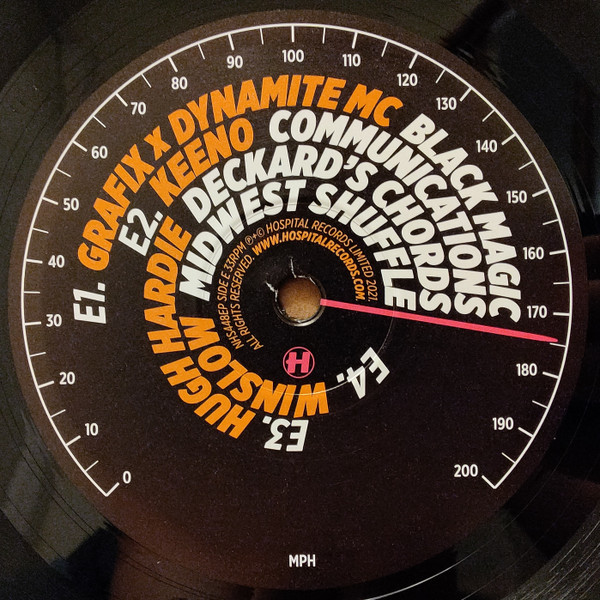 0
10
20
30
40
50
60
70
80
90
100
110
120
130
140
150
160
170
180
190
200
E1. GRAFIX x DYNAMITE MC BLACK MAGIC
E2. KEENO COMMUNICATIONS
E3. HUGH HARDIE DECKARD'S CHORDS
E4. WINSLOW MIDWEST SHUFFLE
NHS448EP SIDE E 33RPM ℗+© HOSPITAL RECORDS LIMITED 2021.
ALL RIGHTS RESERVED. WWW.HOSPITALRECORDS.COM.
H
MPH